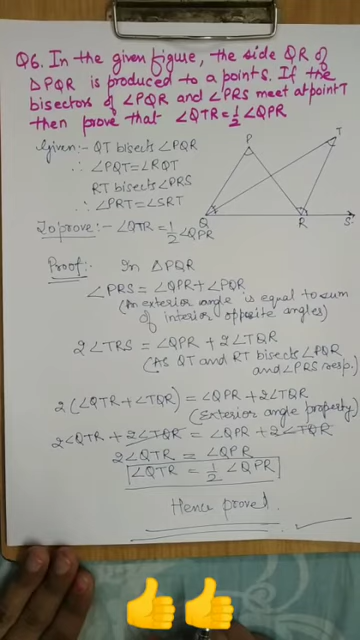 Q6. In the given figure, the side QR of
ΔPQR is produced to a point S. If the
bisectors of ∠PQR and ∠PRS meet at point T
then prove that ∠QTR = 1/2 ∠QPR
Given:- QT bisects ∠PQR
∴ ∠PQT = ∠RQT
RT bisects ∠PRS
∴ ∠PRT = ∠SRT
To prove:- ∠QTR = 1/2 ∠QPR
P
T
Q
R
S
Proof:- In ΔPQR
∠PRS = ∠QPR + ∠PQR
(An exterior angle is equal to sum
of interior opposite angles)
2∠TRS = ∠QPR + 2∠TQR
(As QT and RT bisects ∠PQR
and ∠PRS resp.)
2(∠QTR + ∠TQR) = ∠QPR + 2∠TQR
(Exterior angle property)
2∠QTR + 2∠TQR = ∠QPR + 2∠TQR
2∠QTR = ∠QPR
∠QTR = 1/2 ∠QPR
Hence proved.